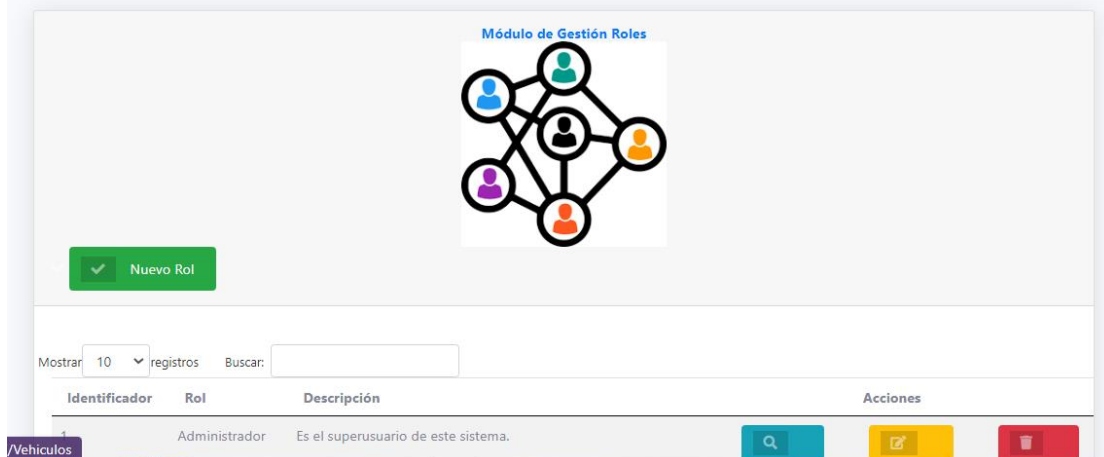 Módulo de Gestión Roles
Nuevo Rol
Mostrar 10 registros Buscar:
Identificador Rol Descripción Acciones
1 Administrador Es el superusuario de este sistema.
/Vehiculos